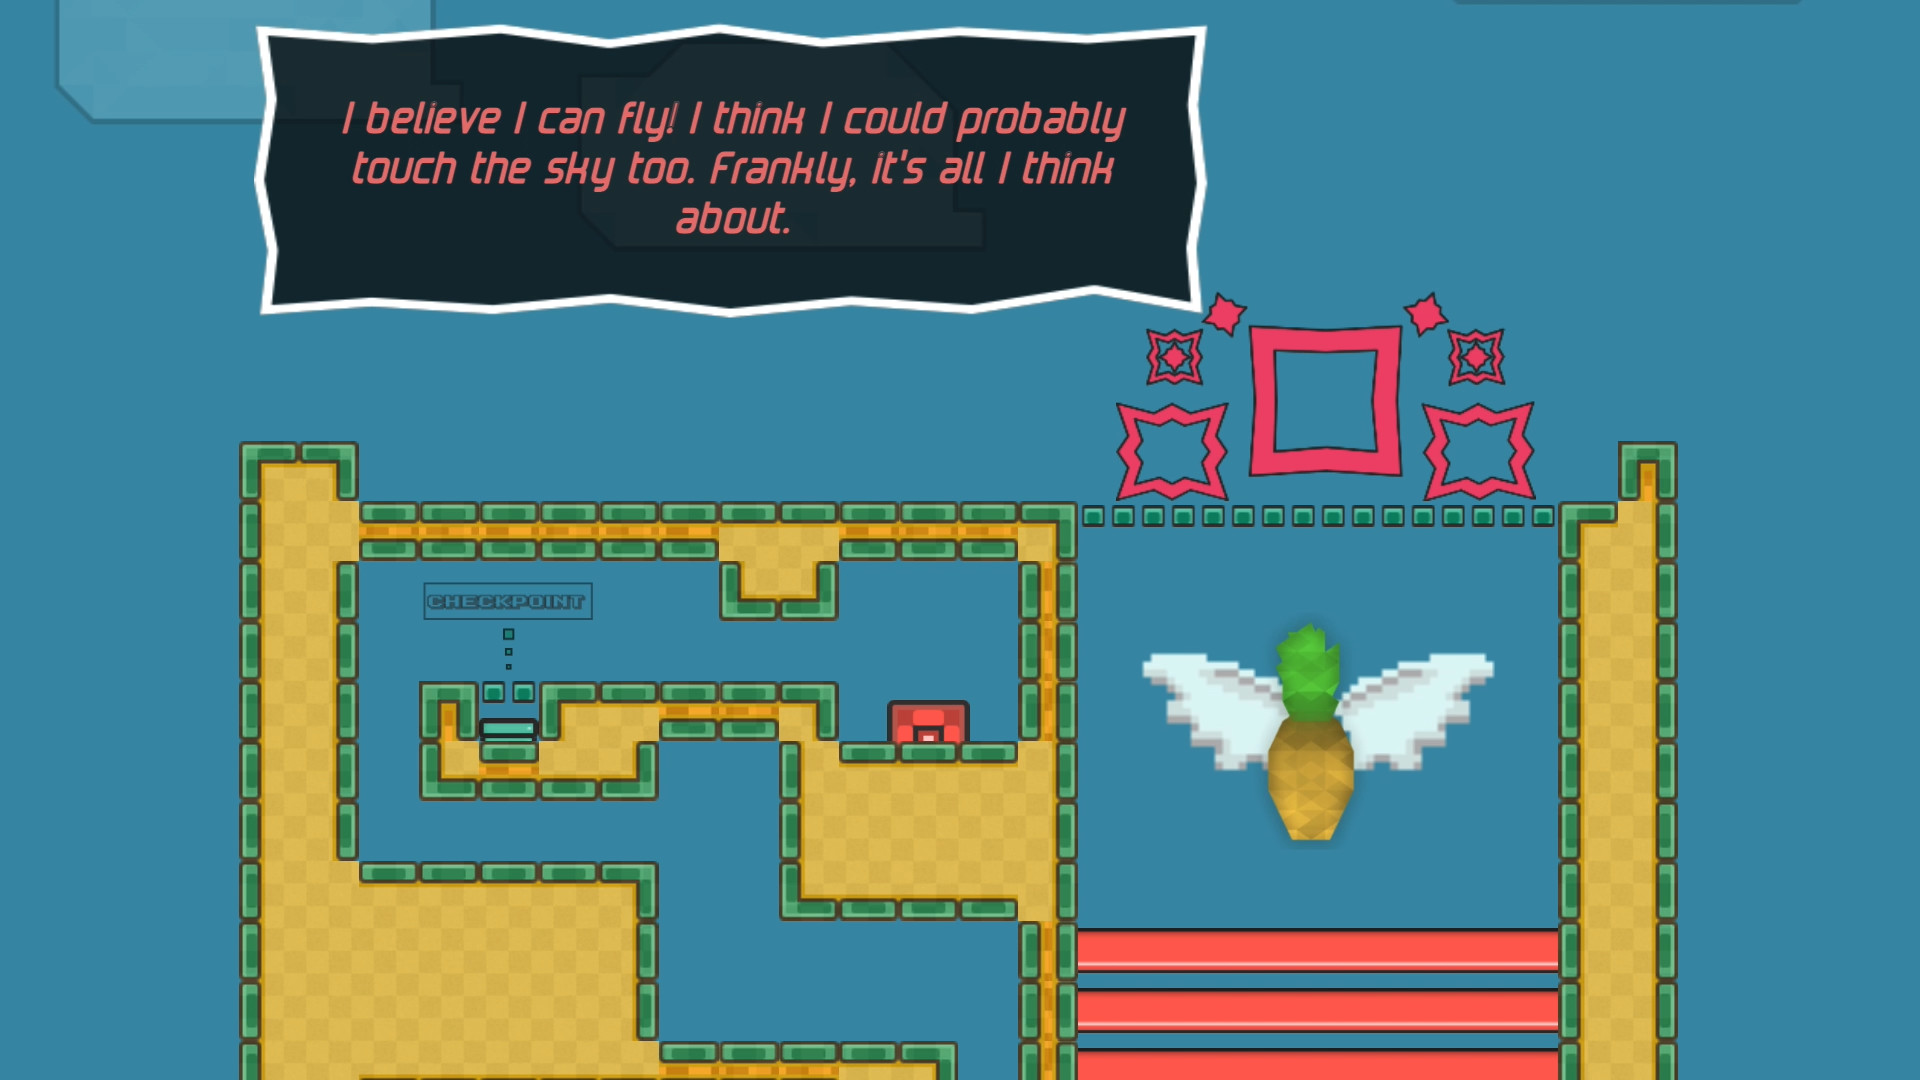 I believe I can fly! I think I could probably
touch the sky too. Frankly, it's all I think
about.
CHECKPOINT